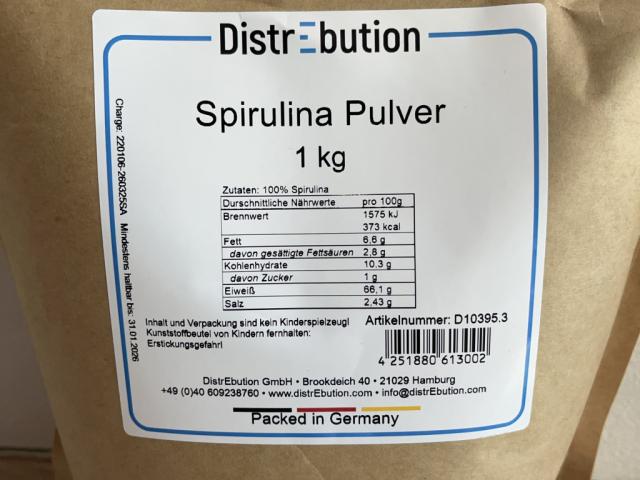 DistrEbution
Spirulina Pulver
1 kg
Zutaten: 100% Spirulina
Durschnittliche Nährwerte pro 100g
Brennwert 1575 kJ
373 kcal
Fett 6,6 g
davon gesättigte Fettsäuren 2,8 g
Kohlenhydrate 10,3 g
davon Zucker 1 g
Eiweiß 66,1 g
Salz 2,43 g
Inhalt und Verpackung sind kein Kinderspielzeug!
Kunststoffbeutel von Kindern fernhalten:
Erstickungsgefahr!
Artikelnummer: D10395.3
4 251880 613002
DistrEbution GmbH • Brookdeich 40 • 21029 Hamburg
+49 (0)40 609238760 • www.distrEbution.com • info@distrEbution.com
Packed in Germany
Charge: 220106-260325SA Mindestens haltbar bis: 31.01.2026